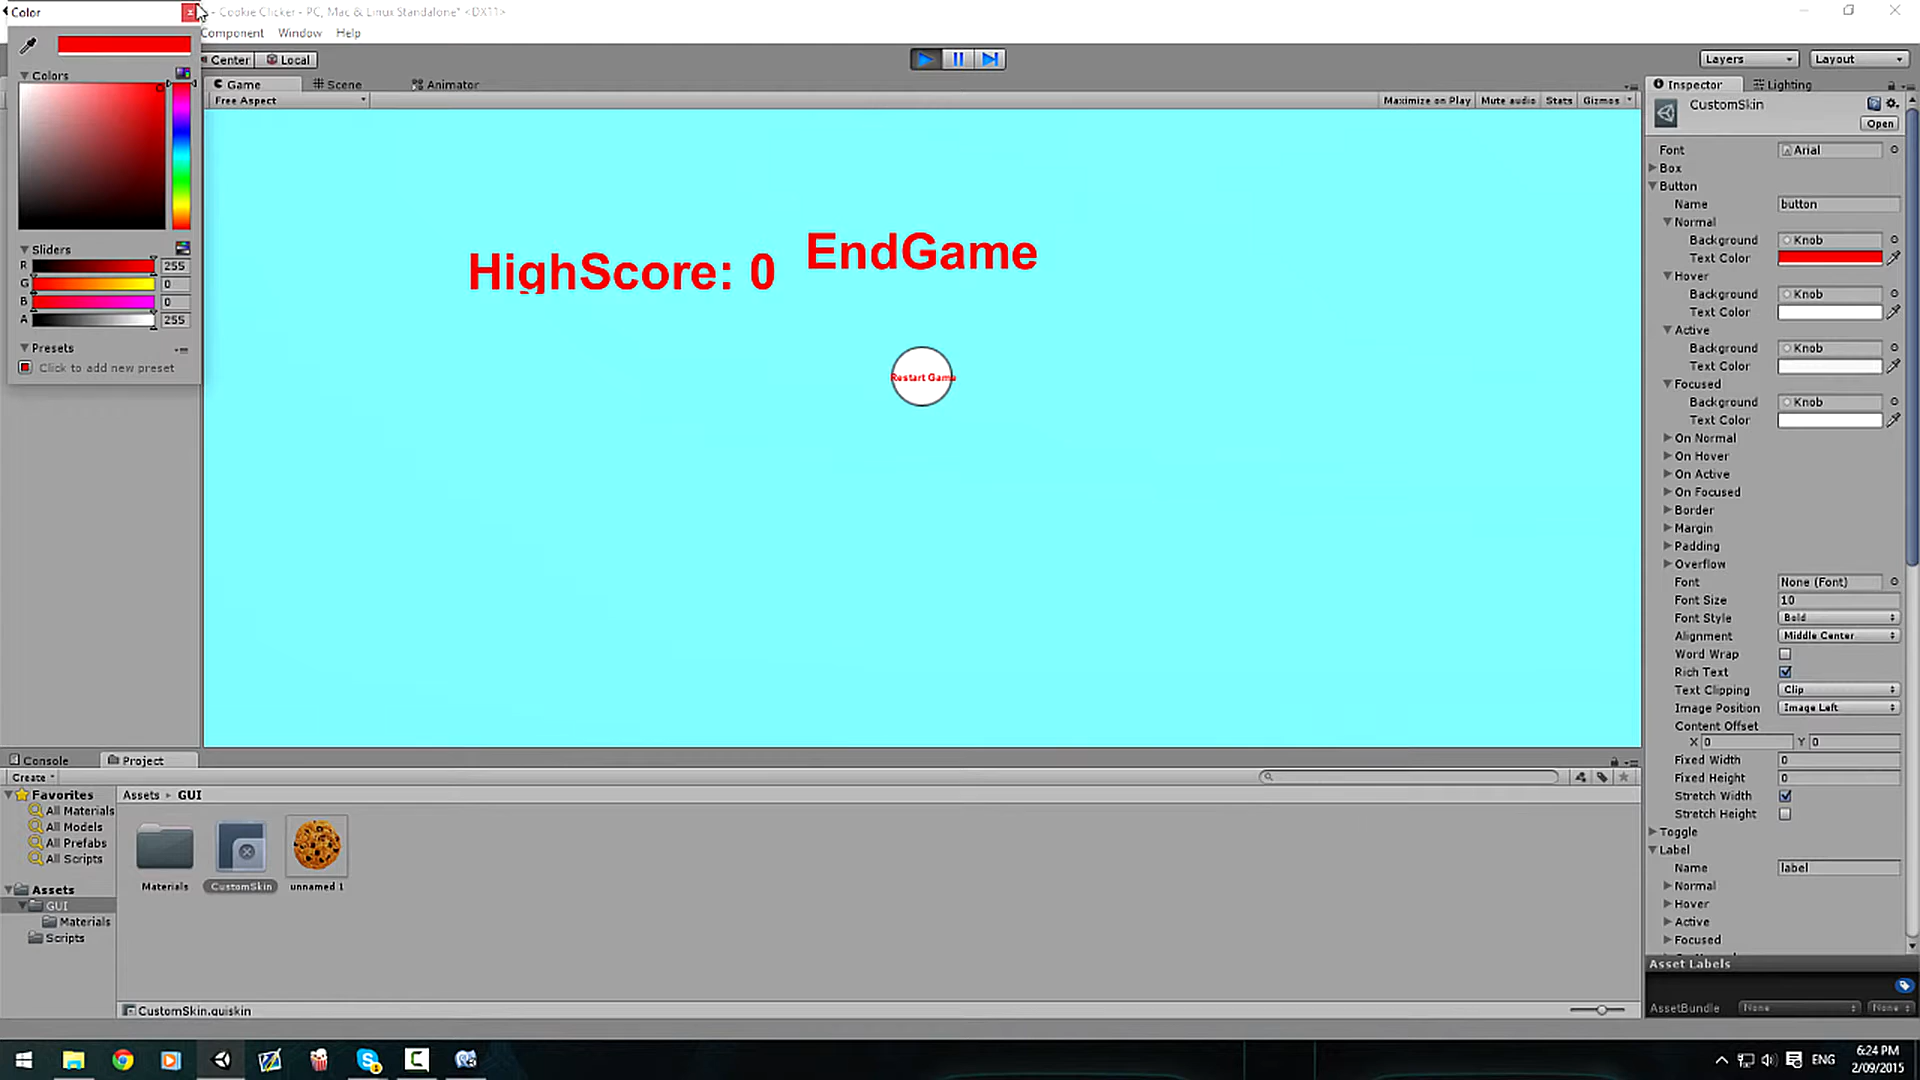 Color
- Cookie Clicker - PC, Mac & Linux Standalone* <DX11>
Component Window Help
Center Local
Layers Layout
Game Scene Animator
Free Aspect
Maximize on Play Mute audio Stats Gizmos
Colors
Sliders
R 255
G 0
B 0
A 255
Presets
Click to add new preset
HighScore: 0
EndGame
Restart Game
Inspector Lighting
CustomSkin
Open
Font Arial
Box
Button
Name button
Normal
Background Knob
Text Color
Hover
Background Knob
Text Color
Active
Background Knob
Text Color
Focused
Background Knob
Text Color
On Normal
On Hover
On Active
On Focused
Border
Margin
Padding
Overflow
Font None (Font)
Font Size 10
Font Style Bold
Alignment Middle Center
Word Wrap
Rich Text
Text Clipping Clip
Image Position Image Left
Content Offset
X 0 Y 0
Fixed Width 0
Fixed Height 0
Stretch Width
Stretch Height
Toggle
Label
Name label
Normal
Hover
Active
Focused
Asset Labels
AssetBundle None None
Console Project
Create
Favorites
All Materials
All Models
All Prefabs
All Scripts
Assets
GUI
Materials
Scripts
Assets GUI
Materials CustomSkin unnamed 1
CustomSkin.guiskin
ENG
6:24 PM
2/09/2015